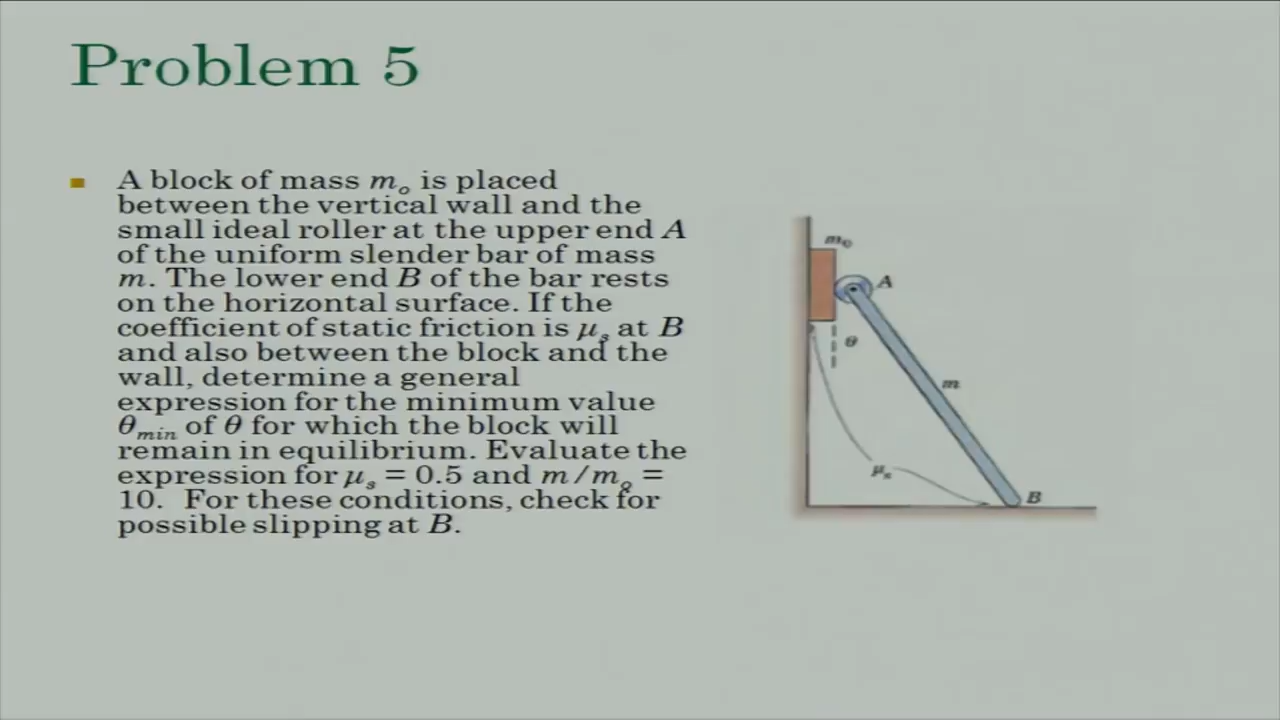 Problem 5
A block of mass mₒ is placed
between the vertical wall and the
small ideal roller at the upper end A
of the uniform slender bar of mass
m. The lower end B of the bar rests
on the horizontal surface. If the
coefficient of static friction is μₛ at B
and also between the block and the
wall, determine a general
expression for the minimum value
θmin of θ for which the block will
remain in equilibrium. Evaluate the
expression for μₛ = 0.5 and m/mₒ =
10. For these conditions, check for
possible slipping at B.
m₀
A
θ
m
μₛ
B